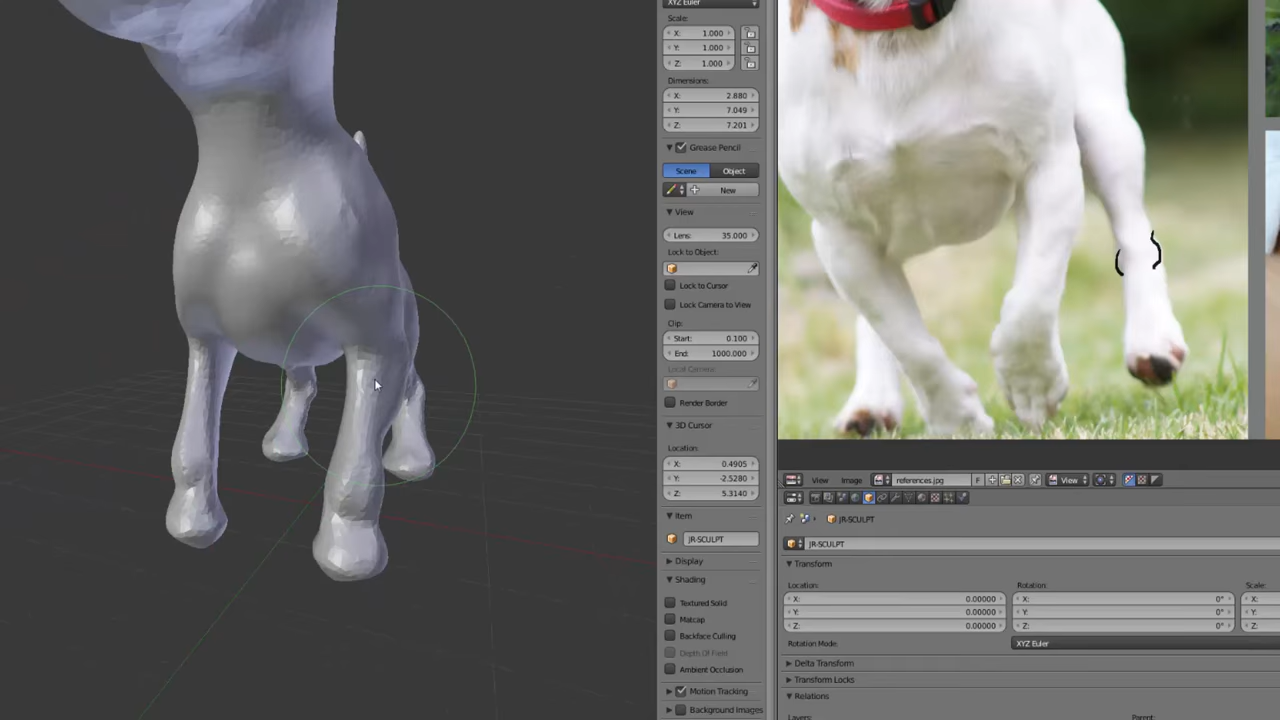 XYZ Euler
Scale:
X: 1.000
Y: 1.000
Z: 1.000
Dimensions:
X: 2.880
Y: 7.049
Z: 7.201
Grease Pencil
Scene Object
New
View
Lens: 35.000
Lock to Object:
Lock to Cursor
Lock Camera to View
Clip:
Start: 0.100
End: 1000.000
Local Camera:
Render Border
3D Cursor
Location:
X: 0.4905
Y: -2.5280
Z: 5.3140
Item
JR-SCULPT
Display
Shading
Textured Solid
Matcap
Backface Culling
Depth Of Field
Ambient Occlusion
Motion Tracking
Background Images
View Image references.jpg F View
JR-SCULPT
JR-SCULPT
Transform
Location: Rotation: Scale:
X: 0.00000 X: 0° X:
Y: 0.00000 Y: 0° Y:
Z: 0.00000 Z: 0° Z:
Rotation Mode: XYZ Euler
Delta Transform
Transform Locks
Relations
Layers: Parent: